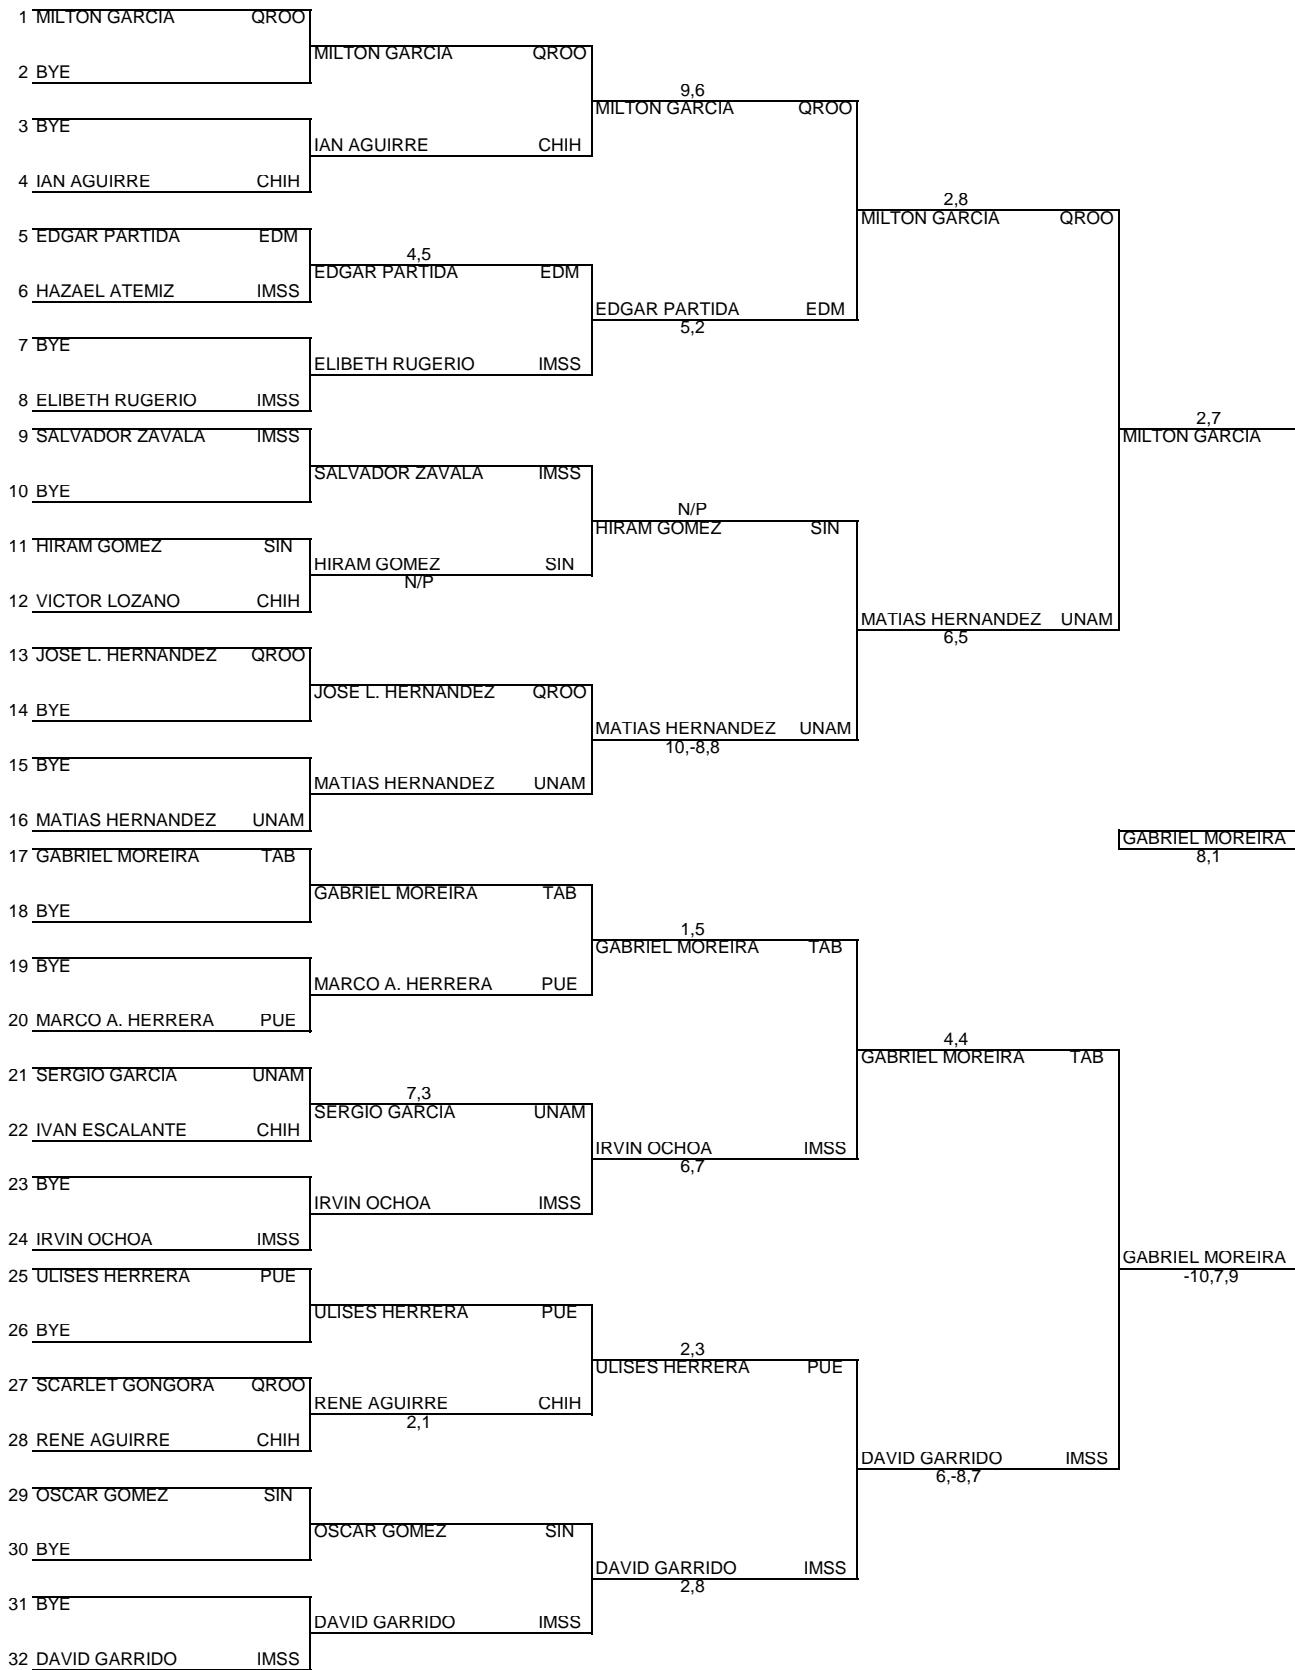 1 MILTON GARCIA QROO
MILTON GARCIA QROO
2 BYE
9,6
MILTON GARCIA QROO
3 BYE
IAN AGUIRRE CHIH
4 IAN AGUIRRE CHIH
2,8
MILTON GARCIA QROO
5 EDGAR PARTIDA EDM
4,5
EDGAR PARTIDA EDM
6 HAZAEL ATEMIZ IMSS
EDGAR PARTIDA EDM
5,2
7 BYE
ELIBETH RUGERIO IMSS
8 ELIBETH RUGERIO IMSS
2,7
MILTON GARCIA
9 SALVADOR ZAVALA IMSS
SALVADOR ZAVALA IMSS
10 BYE
N/P
HIRAM GOMEZ SIN
11 HIRAM GOMEZ SIN
HIRAM GOMEZ SIN
N/P
12 VICTOR LOZANO CHIH
MATIAS HERNANDEZ UNAM
6,5
13 JOSE L. HERNANDEZ QROO
JOSE L. HERNANDEZ QROO
14 BYE
MATIAS HERNANDEZ UNAM
10,-8,8
15 BYE
MATIAS HERNANDEZ UNAM
16 MATIAS HERNANDEZ UNAM
GABRIEL MOREIRA
8,1
17 GABRIEL MOREIRA TAB
GABRIEL MOREIRA TAB
18 BYE
1,5
GABRIEL MOREIRA TAB
19 BYE
MARCO A. HERRERA PUE
20 MARCO A. HERRERA PUE
4,4
GABRIEL MOREIRA TAB
21 SERGIO GARCIA UNAM
7,3
SERGIO GARCIA UNAM
22 IVAN ESCALANTE CHIH
IRVIN OCHOA IMSS
6,7
23 BYE
IRVIN OCHOA IMSS
24 IRVIN OCHOA IMSS
GABRIEL MOREIRA
-10,7,9
25 ULISES HERRERA PUE
ULISES HERRERA PUE
26 BYE
2,3
ULISES HERRERA PUE
27 SCARLET GONGORA QROO
RENE AGUIRRE CHIH
2,1
28 RENE AGUIRRE CHIH
DAVID GARRIDO IMSS
6,-8,7
29 OSCAR GOMEZ SIN
OSCAR GOMEZ SIN
30 BYE
DAVID GARRIDO IMSS
2,8
31 BYE
DAVID GARRIDO IMSS
32 DAVID GARRIDO IMSS